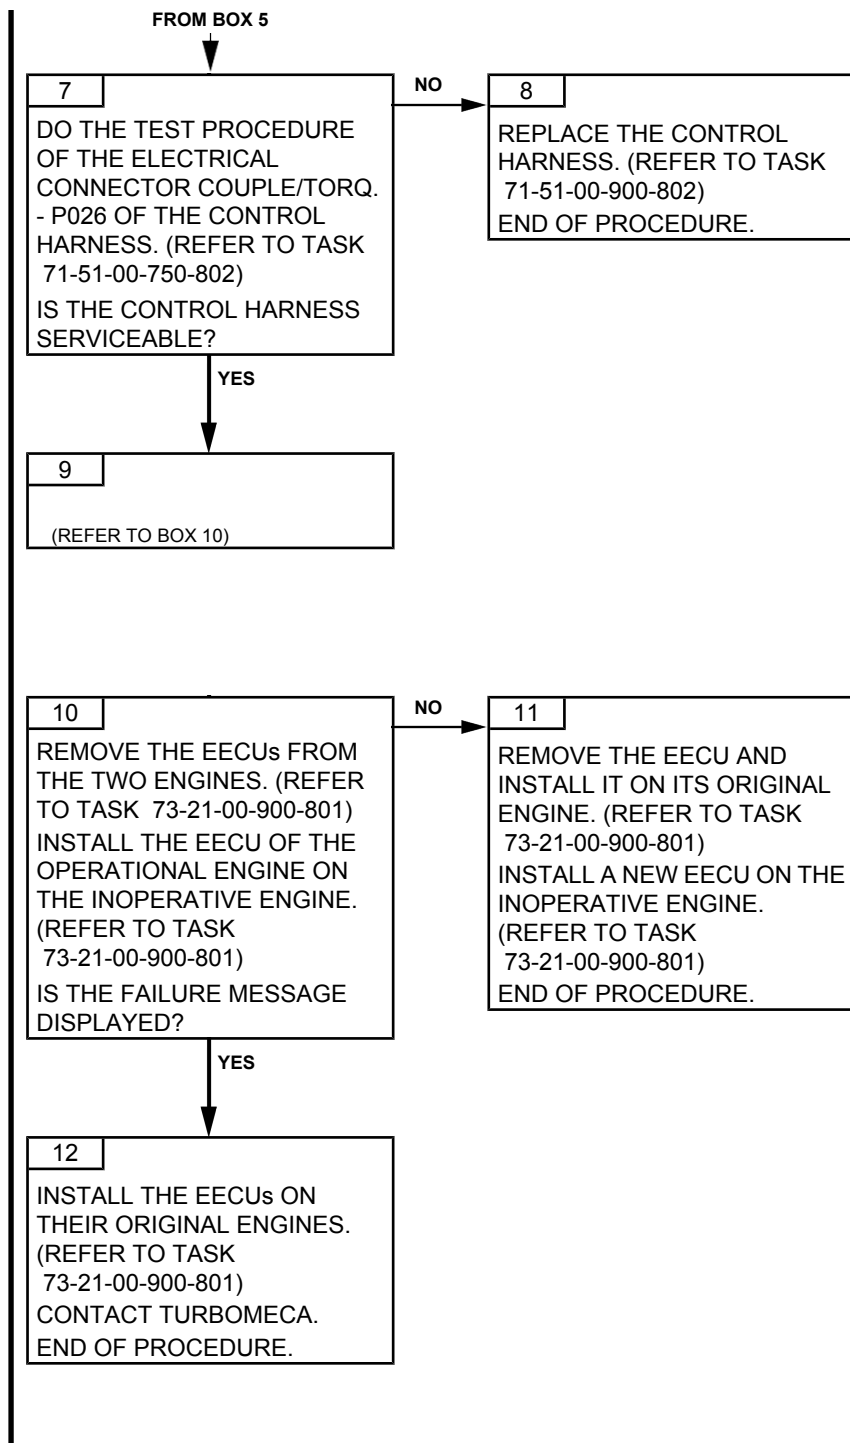 FROM BOX 5
7
DO THE TEST PROCEDURE
OF THE ELECTRICAL
CONNECTOR COUPLE/TORQ.
- P026 OF THE CONTROL
HARNESS. (REFER TO TASK
71-51-00-750-802)
IS THE CONTROL HARNESS
SERVICEABLE?
NO
8
REPLACE THE CONTROL
HARNESS. (REFER TO TASK
71-51-00-900-802)
END OF PROCEDURE.
YES
9
(REFER TO BOX 10)
10
REMOVE THE EECUs FROM
THE TWO ENGINES. (REFER
TO TASK 73-21-00-900-801)
INSTALL THE EECU OF THE
OPERATIONAL ENGINE ON
THE INOPERATIVE ENGINE.
(REFER TO TASK
73-21-00-900-801)
IS THE FAILURE MESSAGE
DISPLAYED?
NO
11
REMOVE THE EECU AND
INSTALL IT ON ITS ORIGINAL
ENGINE. (REFER TO TASK
73-21-00-900-801)
INSTALL A NEW EECU ON THE
INOPERATIVE ENGINE.
(REFER TO TASK
73-21-00-900-801)
END OF PROCEDURE.
YES
12
INSTALL THE EECUs ON
THEIR ORIGINAL ENGINES.
(REFER TO TASK
73-21-00-900-801)
CONTACT TURBOMECA.
END OF PROCEDURE.